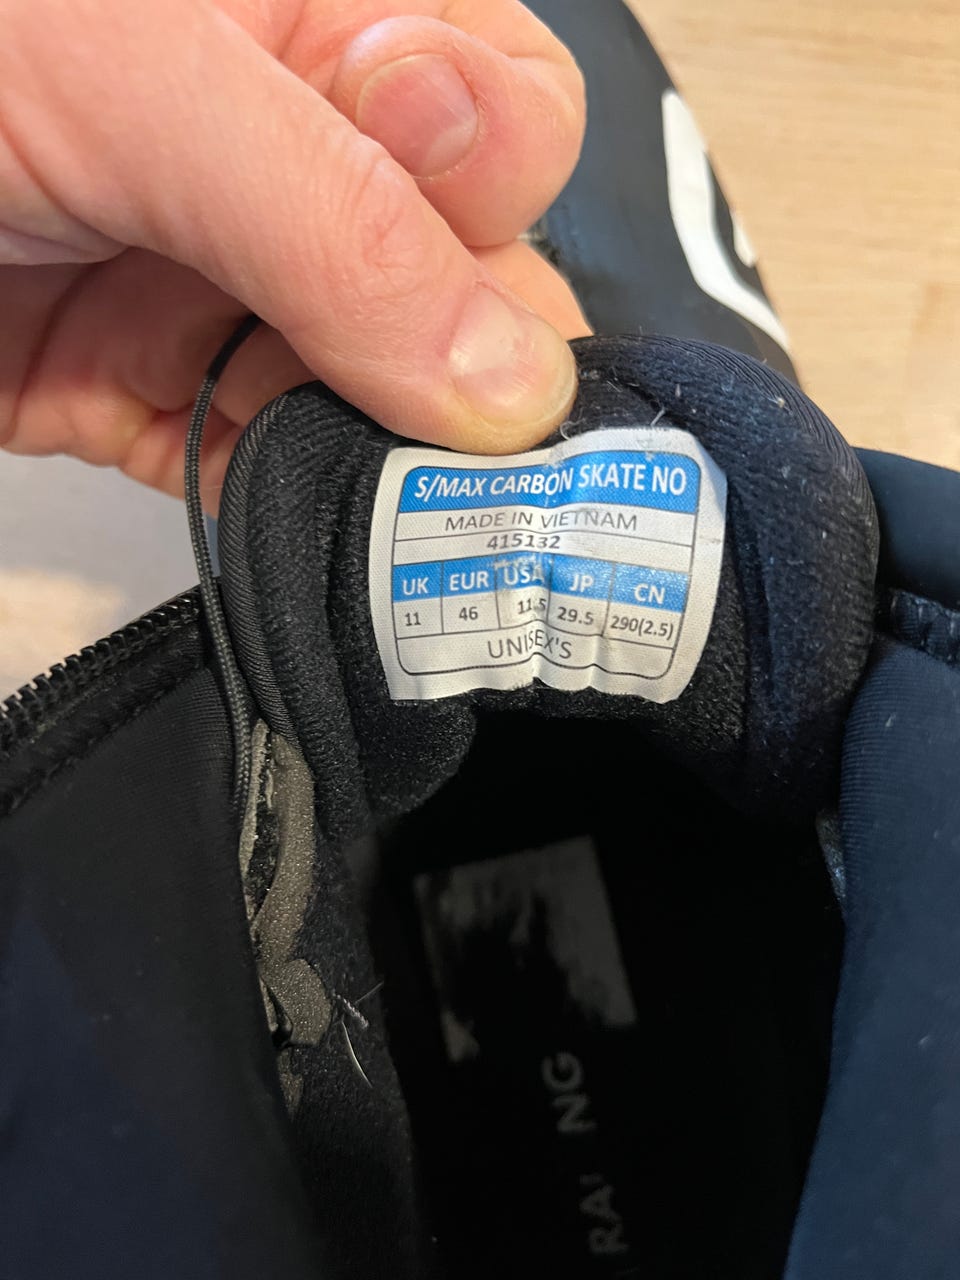 S/MAX CARBON SKATE NO
MADE IN VIETNAM
415132
UK EUR USA JP CN
11 46 11.5 29.5 290(2.5)
UNISEX'S